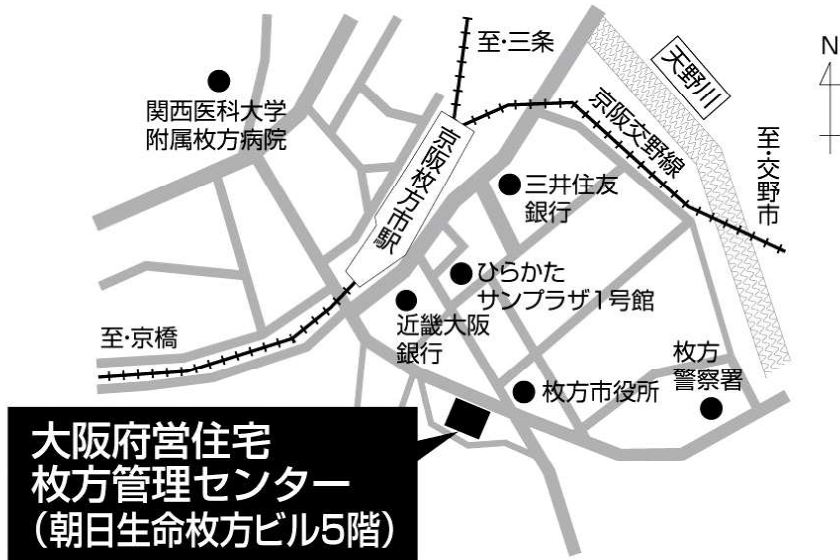 N
至・三条
天野川
関西医科大学
附属枚方病院
京阪交野線
京阪枚方市駅
至・交野市
三井住友
銀行
ひらかた
サンプラザ1号館
近畿大阪
銀行
至・京橋
枚方
警察署
枚方市役所
大阪府営住宅
枚方管理センター
(朝日生命枚方ビル5階)